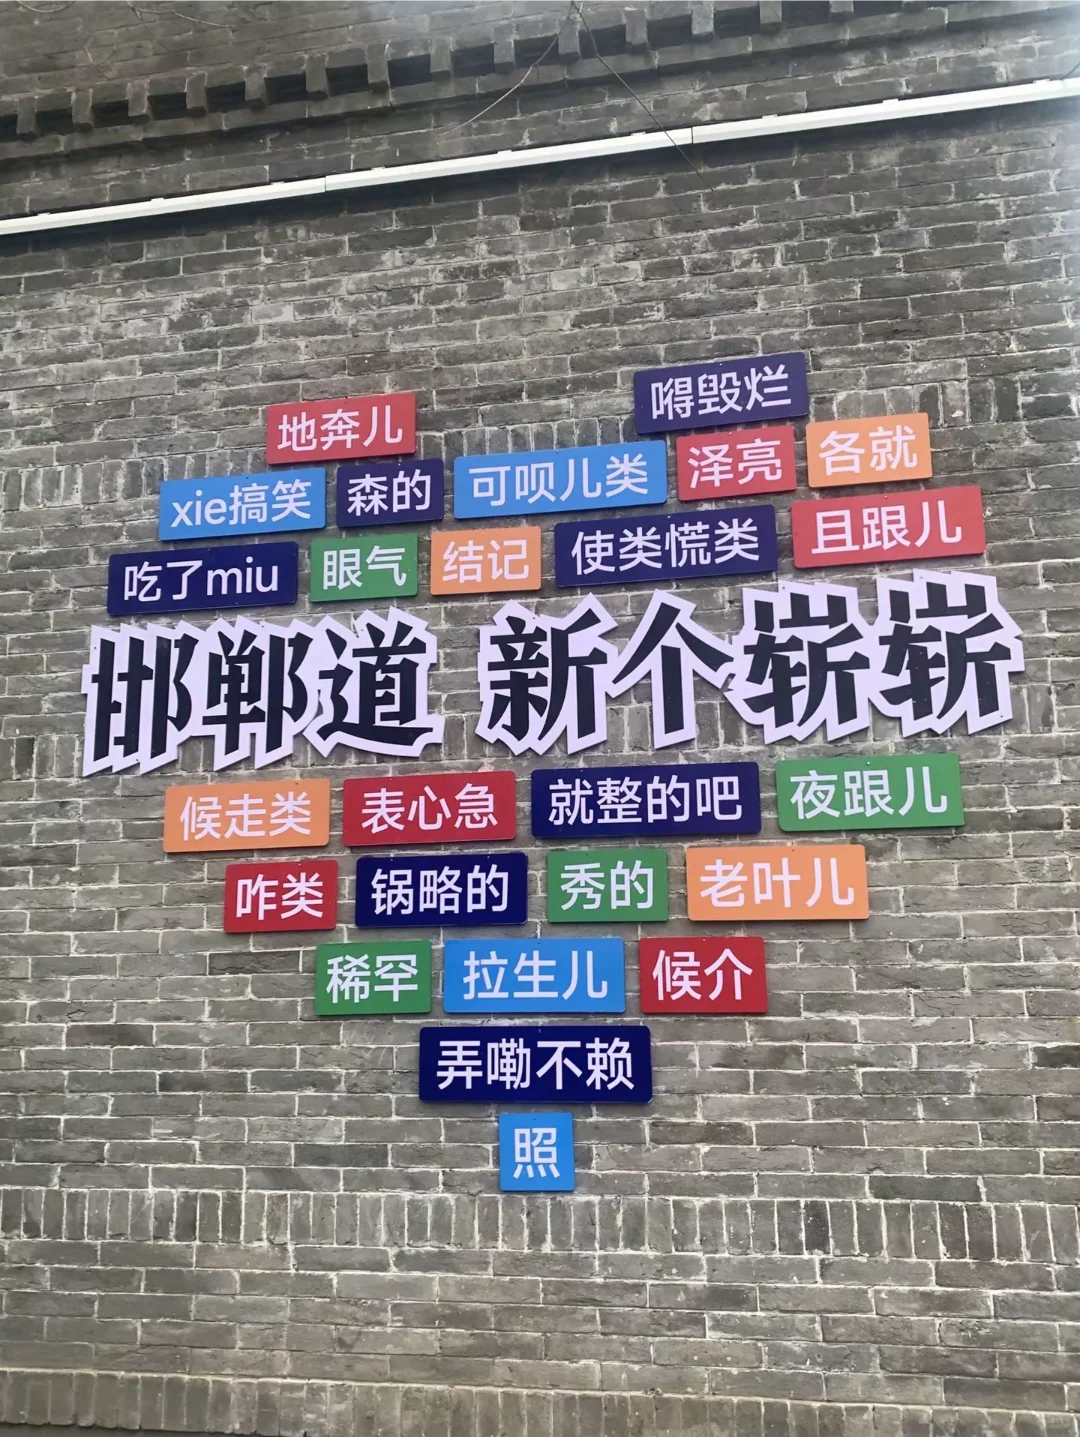 嘚毁烂
地奔儿
xie搞笑 森的 可呗儿类 泽亮 各就
吃了miu 眼气 结记 使类慌类 且跟儿
邯郸道 新个崭崭
候走类 表心急 就整的吧 夜跟儿
咋类 锅略的 秀的 老叶儿
稀罕 拉生儿 候介
弄嘞不赖
照